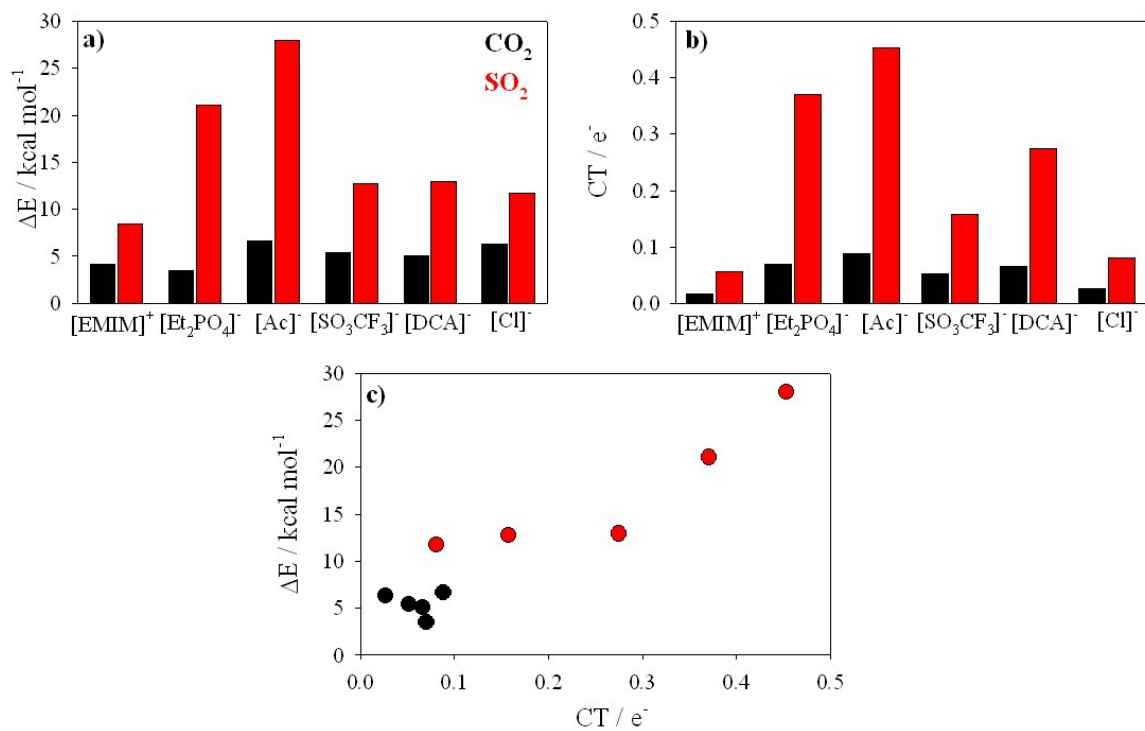 a)
CO₂
SO₂
ΔE / kcal mol⁻¹
30
25
20
15
10
5
0
[EMIM]⁺ [Et₂PO₄]⁻ [Ac]⁻ [SO₃CF₃]⁻ [DCA]⁻ [Cl]⁻
b)
CT / e⁻
0.5
0.4
0.3
0.2
0.1
0.0
[EMIM]⁺ [Et₂PO₄]⁻ [Ac]⁻ [SO₃CF₃]⁻ [DCA]⁻ [Cl]⁻
c)
ΔE / kcal mol⁻¹
30
25
20
15
10
5
0
0.0 0.1 0.2 0.3 0.4 0.5
CT / e⁻